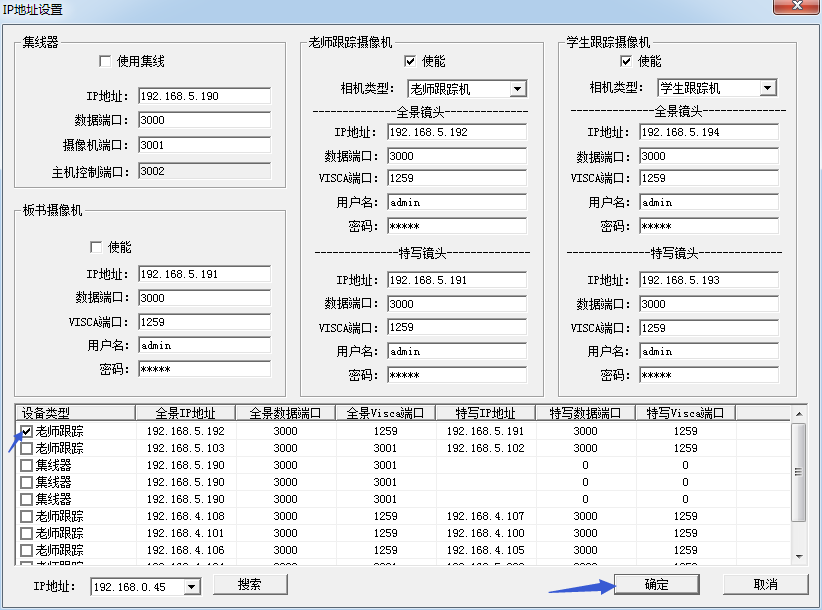 IP地址设置
集线器
使用集线
IP地址: 192.168.5.190
数据端口: 3000
摄像机端口: 3001
主机控制端口: 3002
板书摄像机
使能
IP地址: 192.168.5.191
数据端口: 3000
VISCA端口: 1259
用户名: admin
密码: *****
老师跟踪摄像机
使能
相机类型: 老师跟踪机
全景镜头
IP地址: 192.168.5.192
数据端口: 3000
VISCA端口: 1259
用户名: admin
密码: *****
特写镜头
IP地址: 192.168.5.191
数据端口: 3000
VISCA端口: 1259
用户名: admin
密码: *****
学生跟踪摄像机
使能
相机类型: 学生跟踪机
全景镜头
IP地址: 192.168.5.194
数据端口: 3000
VISCA端口: 1259
用户名: admin
密码: *****
特写镜头
IP地址: 192.168.5.193
数据端口: 3000
VISCA端口: 1259
用户名: admin
密码: *****
设备类型 全景IP地址 全景数据端口 全景Visca端口 特写IP地址 特写数据端口 特写Visca端口
老师跟踪 192.168.5.192 3000 1259 192.168.5.191 3000 1259
老师跟踪 192.168.5.103 3000 3001 192.168.5.102 3000 1259
集线器 192.168.5.190 3000 3001 0 0
集线器 192.168.5.190 3000 3001 0 0
集线器 192.168.5.190 3000 3001 0 0
老师跟踪 192.168.4.108 3000 1259 192.168.4.107 3000 1259
老师跟踪 192.168.4.101 3000 1259 192.168.4.100 3000 1259
老师跟踪 192.168.4.106 3000 1259 192.168.4.105 3000 1259
IP地址: 192.168.0.45 搜索 确定 取消